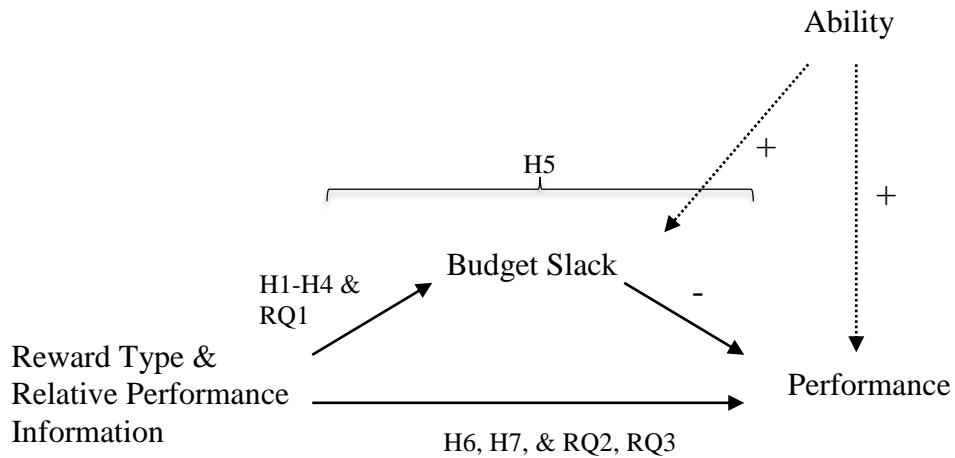 Ability
+
H5
+
Budget Slack
H1-H4 &
RQ1
-
Reward Type &
Relative Performance
Information
Performance
H6, H7, & RQ2, RQ3